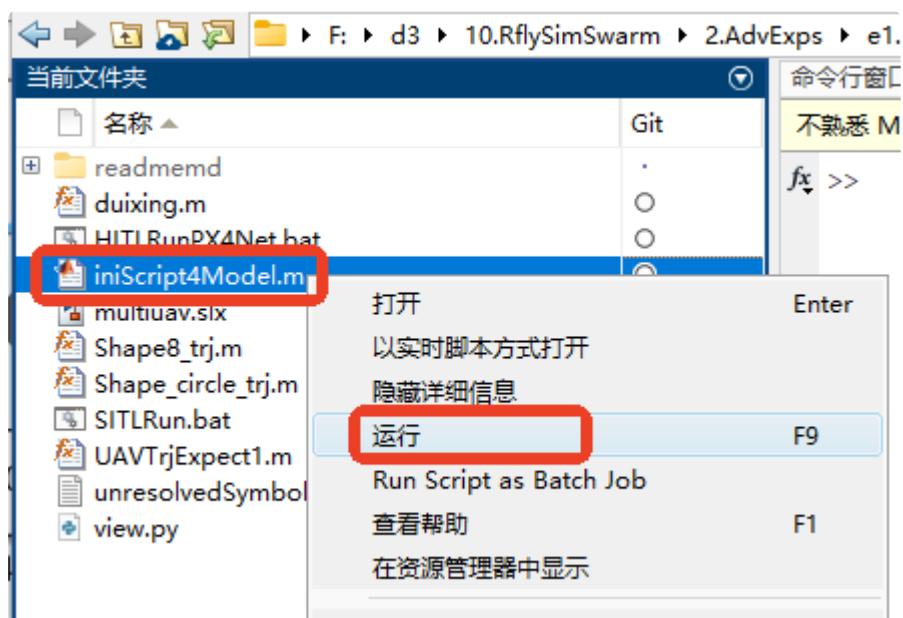 F: ▸ d3 ▸ 10.RflySimSwarm ▸ 2.AdvExps ▸ e1.
当前文件夹
命令行窗口
名称
Git
不熟悉 M
readmemd
fx >>
duixing.m
HITLRunPX4Net.bat
iniScript4Model.m
打开 Enter
multiuav.slx
以实时脚本方式打开
Shape8_trj.m
隐藏详细信息
Shape_circle_trj.m
运行 F9
SITLRun.bat
UAVTrjExpect1.m
Run Script as Batch Job
unresolvedSymbol
查看帮助 F1
view.py
在资源管理器中显示